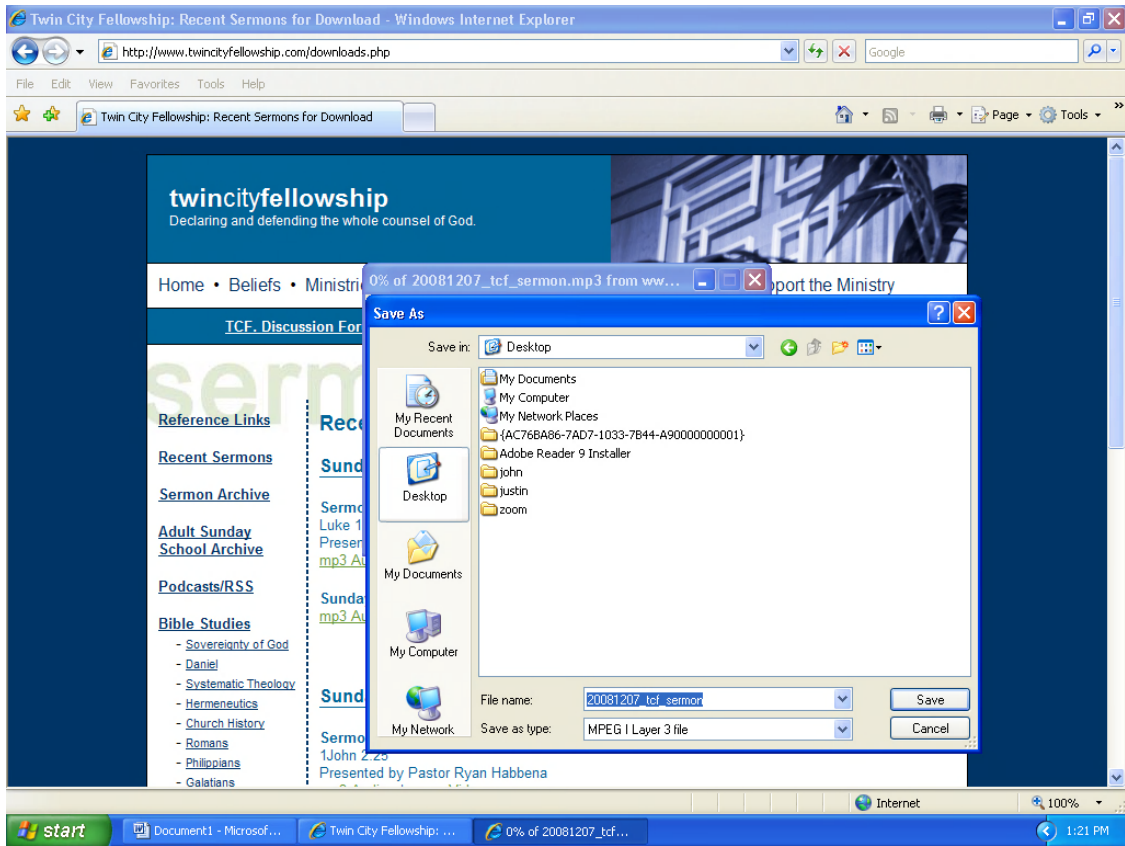 Twin City Fellowship: Recent Sermons for Download - Windows Internet Explorer
http://www.twincityfellowship.com/downloads.php
Google
File Edit View Favorites Tools Help
Twin City Fellowship: Recent Sermons for Download
Page Tools
twincityfellowship
Declaring and defending the whole counsel of God.
Home • Beliefs • Ministri
pport the Ministry
0% of 20081207_tcf_sermon.mp3 from ww...
TCF. Discussion For
Save As
Save in: Desktop
My Recent Documents
Desktop
My Documents
My Computer
My Network
My Documents
My Computer
My Network Places
{AC76BA86-7AD7-1033-7B44-A90000000001}
Adobe Reader 9 Installer
john
justin
zoom
File name: 20081207_tcf_sermon
Save
Save as type: MPEG I Layer 3 file
Cancel
serm
Reference Links
Recent Sermons
Sermon Archive
Adult Sunday
School Archive
Podcasts/RSS
Bible Studies
- Sovereignty of God
- Daniel
- Systematic Theology
- Hermeneutics
- Church History
- Romans
- Philippians
- Galatians
Rece
Sund
Sermo
Luke 1
Presen
mp3 Au
Sunda
mp3 Au
Sund
Sermo
1John 2:25
Presented by Pastor Ryan Habbena
Internet
100%
start
Document1 - Microsof...
Twin City Fellowship: ...
0% of 20081207_tcf...
1:21 PM